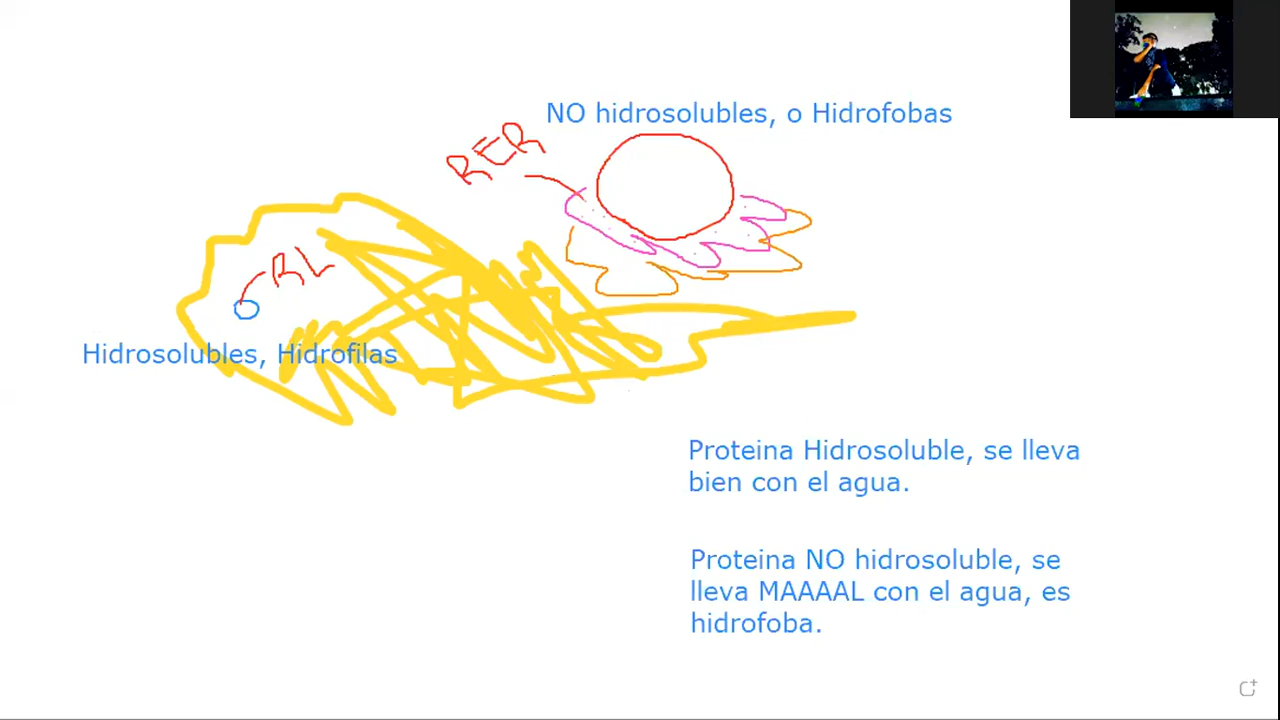 NO hidrosolubles, o Hidrofobas
RER
RL
Hidrosolubles, Hidrofilas
Proteina Hidrosoluble, se lleva
bien con el agua.
Proteina NO hidrosoluble, se
lleva MAAAAL con el agua, es
hidrofoba.